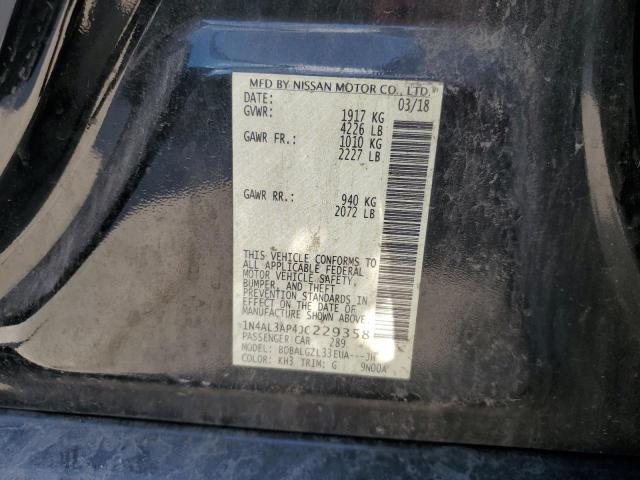 MFD BY NISSAN MOTOR CO., LTD.
DATE: 03/18
GVWR: 1917 KG
4226 LB
GAWR FR.: 1010 KG
2227 LB
GAWR RR.: 940 KG
2072 LB
THIS VEHICLE CONFORMS TO
ALL APPLICABLE FEDERAL
MOTOR VEHICLE SAFETY,
BUMPER, AND THEFT
PREVENTION STANDARDS IN
EFFECT ON THE DATE OF
MANUFACTURE SHOWN ABOVE.
1N4AL3AP4JC229358
PASSENGER CAR 289
MODEL: BDBALGZL33EUA---JH
COLOR: KH3 TRIM: G 9N00A